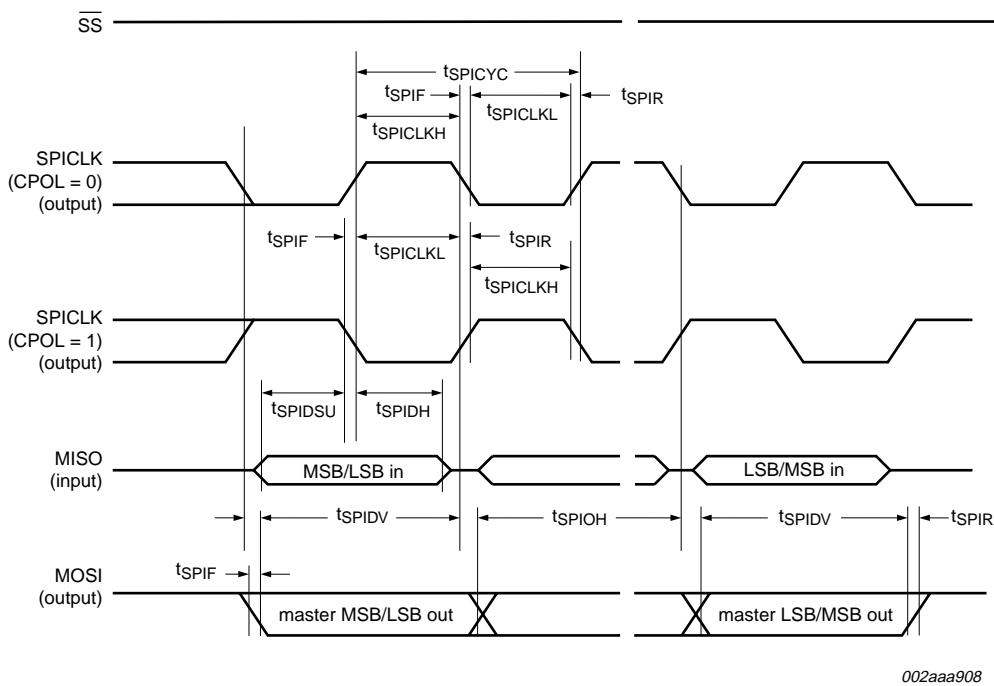 SS
tSPICYC
tSPIF
tSPIR
tSPICLKL
tSPICLKH
SPICLK
(CPOL = 0)
(output)
tSPIF
tSPICLKL
tSPIR
tSPICLKH
SPICLK
(CPOL = 1)
(output)
tSPIDSU
tSPIDH
MISO
(input)
MSB/LSB in
LSB/MSB in
tSPIDV
tSPIOH
tSPIDV
tSPIR
tSPIF
MOSI
(output)
master MSB/LSB out
master LSB/MSB out
002aaa908